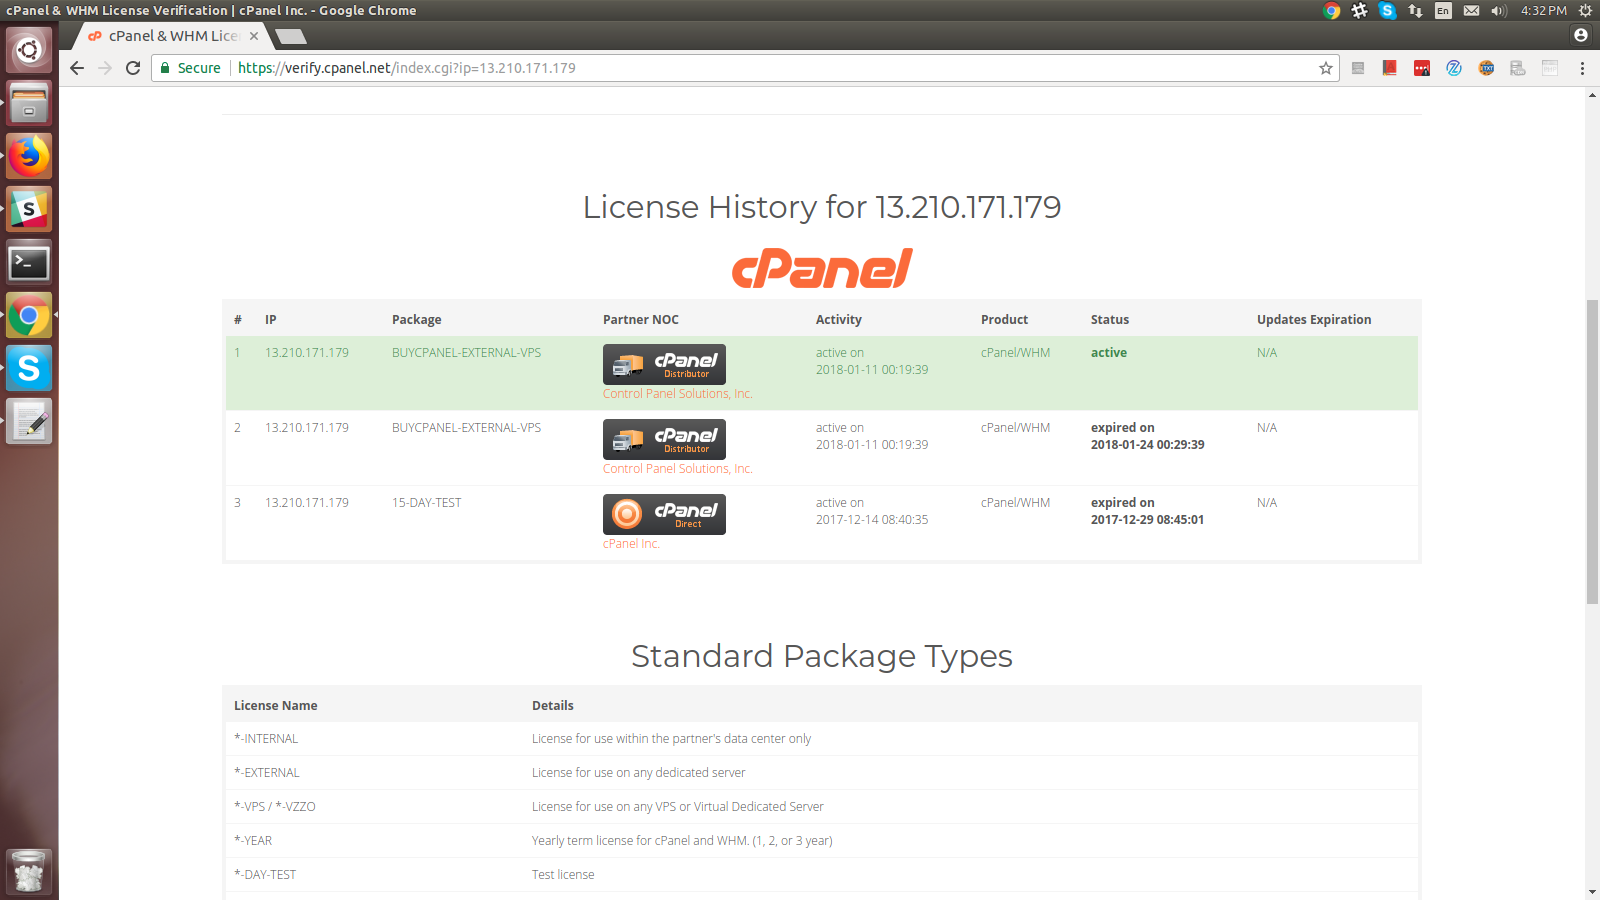 cPanel & WHM License Verification | cPanel Inc. - Google Chrome
En
4:32 PM
cPanel & WHM Lice
Secure https://verify.cpanel.net/index.cgi?ip=13.210.171.179
License History for 13.210.171.179
cPanel
# IP Package Partner NOC Activity Product Status Updates Expiration
1 13.210.171.179 BUYCPANEL-EXTERNAL-VPS cPanel Distributor active on cPanel/WHM active N/A
2018-01-11 00:19:39
Control Panel Solutions, Inc.
2 13.210.171.179 BUYCPANEL-EXTERNAL-VPS cPanel Distributor active on cPanel/WHM expired on N/A
2018-01-11 00:19:39 2018-01-24 00:29:39
Control Panel Solutions, Inc.
3 13.210.171.179 15-DAY-TEST cPanel Direct active on cPanel/WHM expired on N/A
2017-12-14 08:40:35 2017-12-29 08:45:01
cPanel Inc.
Standard Package Types
License Name Details
*-INTERNAL License for use within the partner's data center only
*-EXTERNAL License for use on any dedicated server
*-VPS / *-VZZO License for use on any VPS or Virtual Dedicated Server
*-YEAR Yearly term license for cPanel and WHM. (1, 2, or 3 year)
*-DAY-TEST Test license